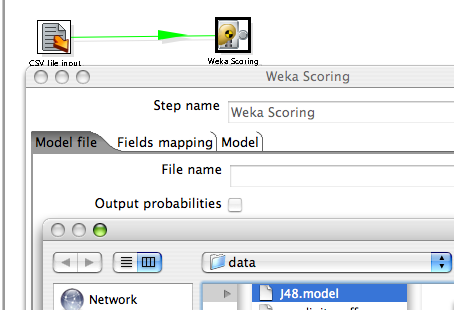 CSV file input
Weka Scoring
Weka Scoring
Step name
Weka Scoring
Model file
Fields mapping
Model
File name
Output probabilities
data
Network
J48.model